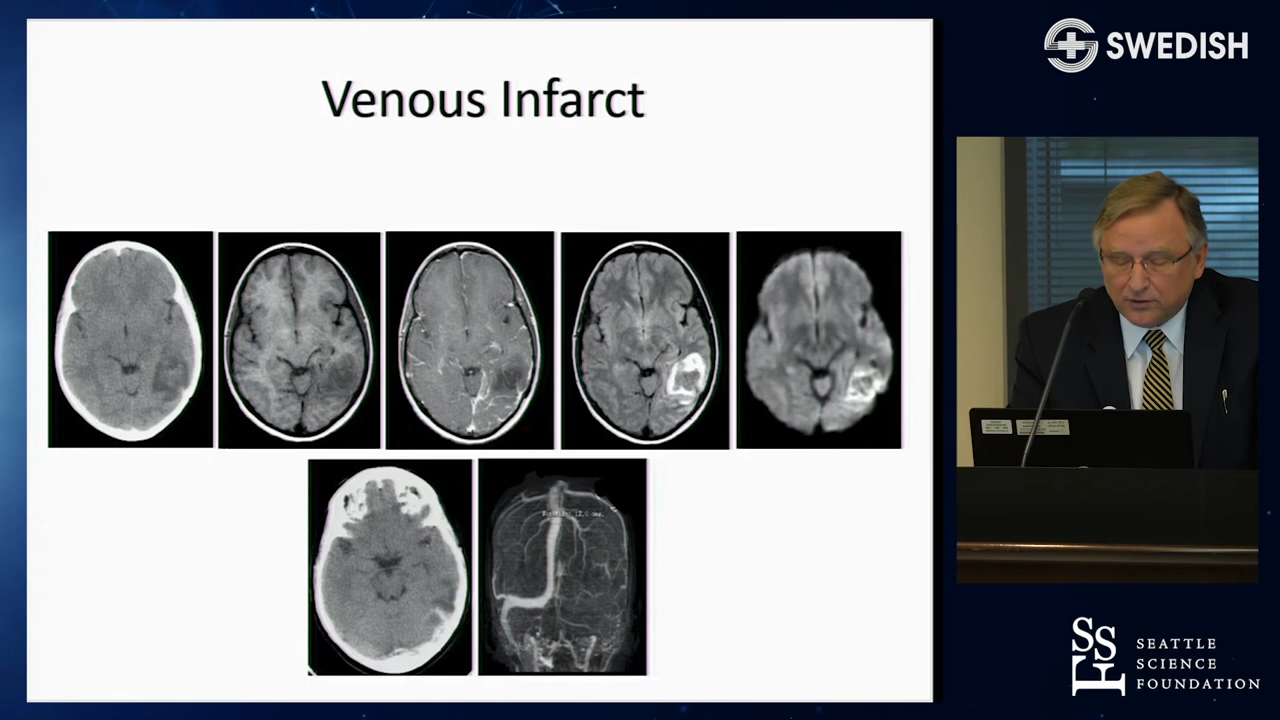 Venous Infarct
SWEDISH
SEATTLE
SCIENCE
FOUNDATION